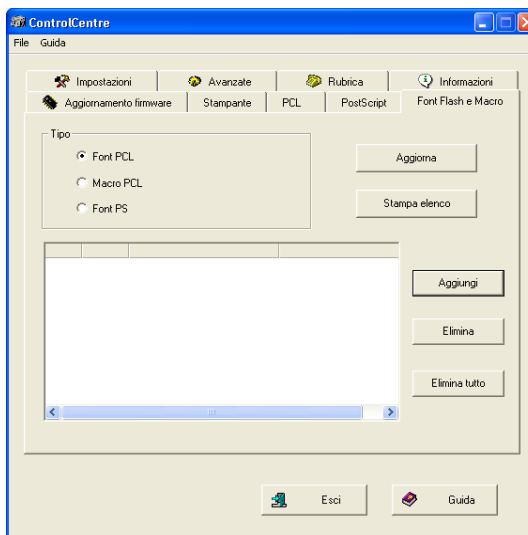 ControlCentre
File Guida
Impostazioni Avanzate Rubrica Informazioni
Aggiornamento firmware Stampante PCL PostScript Font Flash e Macro
Tipo
Font PCL
Macro PCL
Font PS
Aggiorna
Stampa elenco
Aggiungi
Elimina
Elimina tutto
Esci Guida